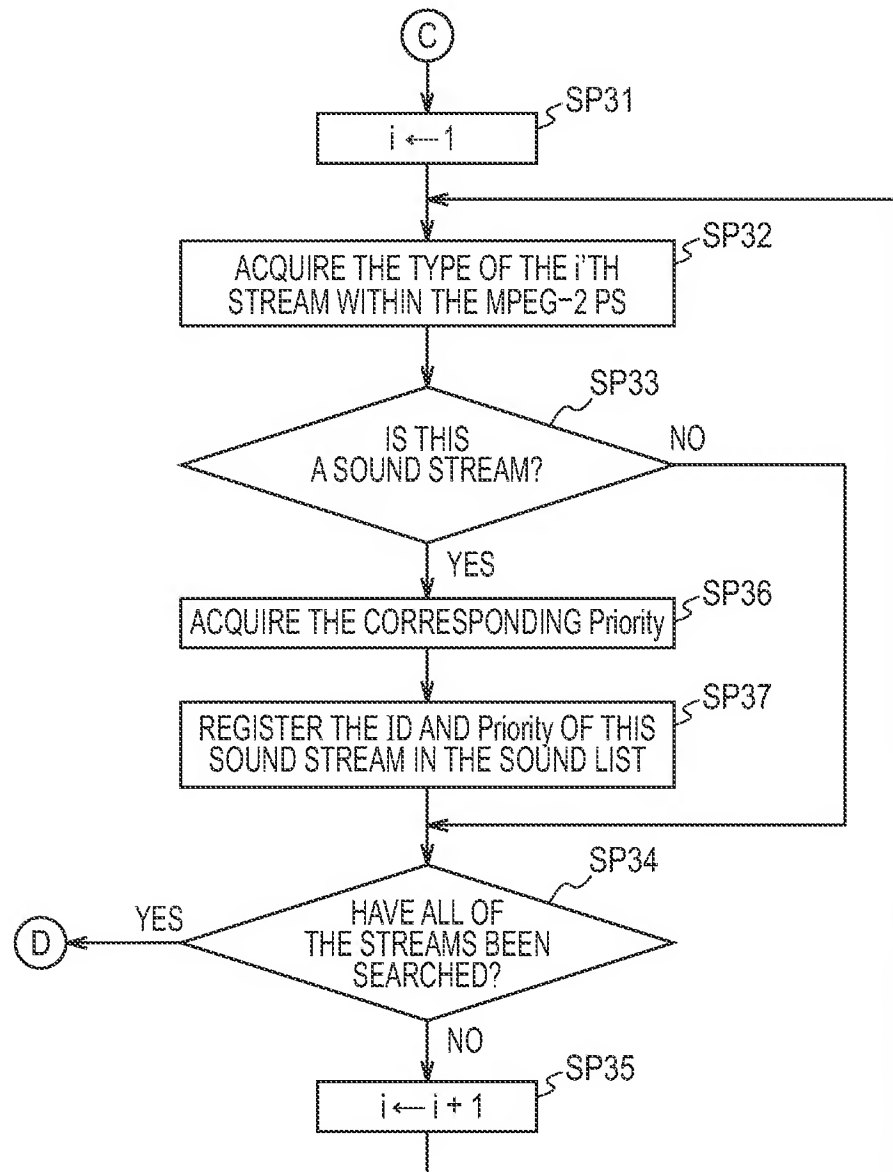 C
SP31
i ← 1
SP32
ACQUIRE THE TYPE OF THE i'TH
STREAM WITHIN THE MPEG-2 PS
SP33
IS THIS
A SOUND STREAM?
NO
YES
SP36
ACQUIRE THE CORRESPONDING Priority
SP37
REGISTER THE ID AND Priority OF THIS
SOUND STREAM IN THE SOUND LIST
SP34
YES
HAVE ALL OF
THE STREAMS BEEN
SEARCHED?
D
NO
SP35
i ← i + 1